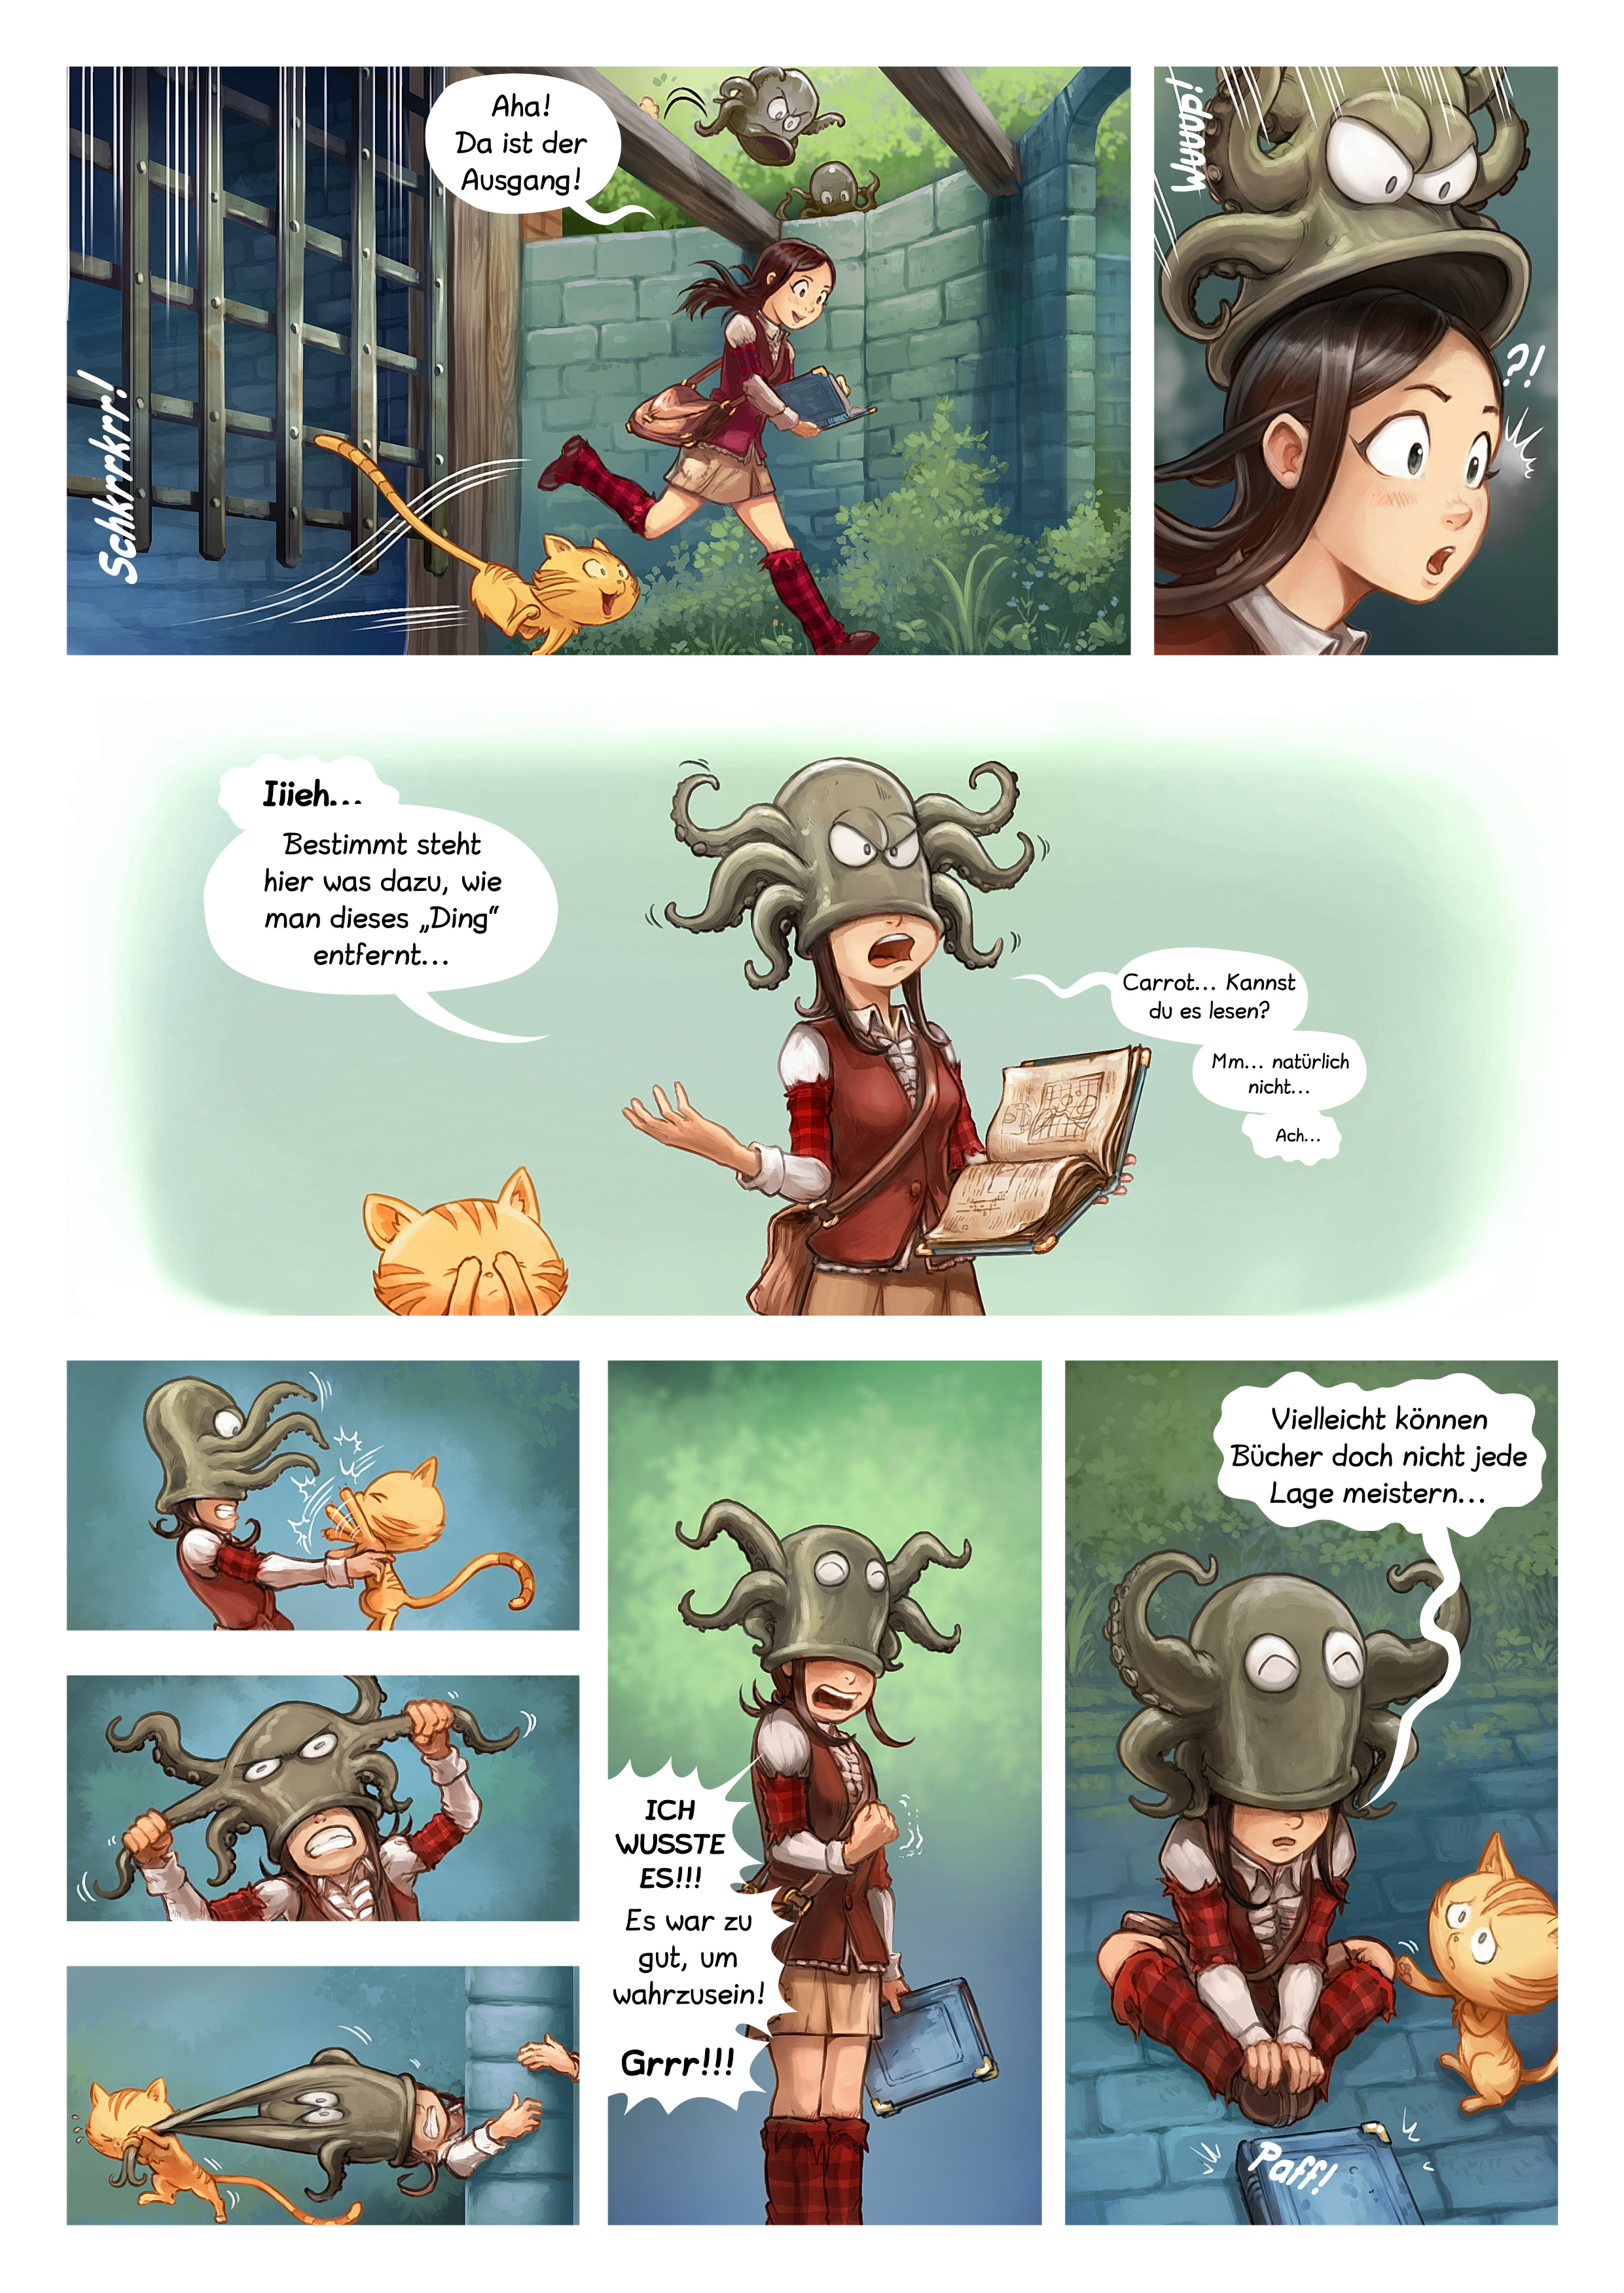 Aha!
Da ist der
Ausgang!
Schkrrkrr!
Wupp!
?!
Iiieh...
Bestimmt steht
hier was dazu, wie
man dieses „Ding“
entfernt...
Carrot... Kannst
du es lesen?
Mm... natürlich
nicht...
Ach...
ICH
WUSSTE
ES!!!
Es war zu
gut, um
wahrzusein!
Grrr!!!
Vielleicht können
Bücher doch nicht jede
Lage meistern...
Paff!